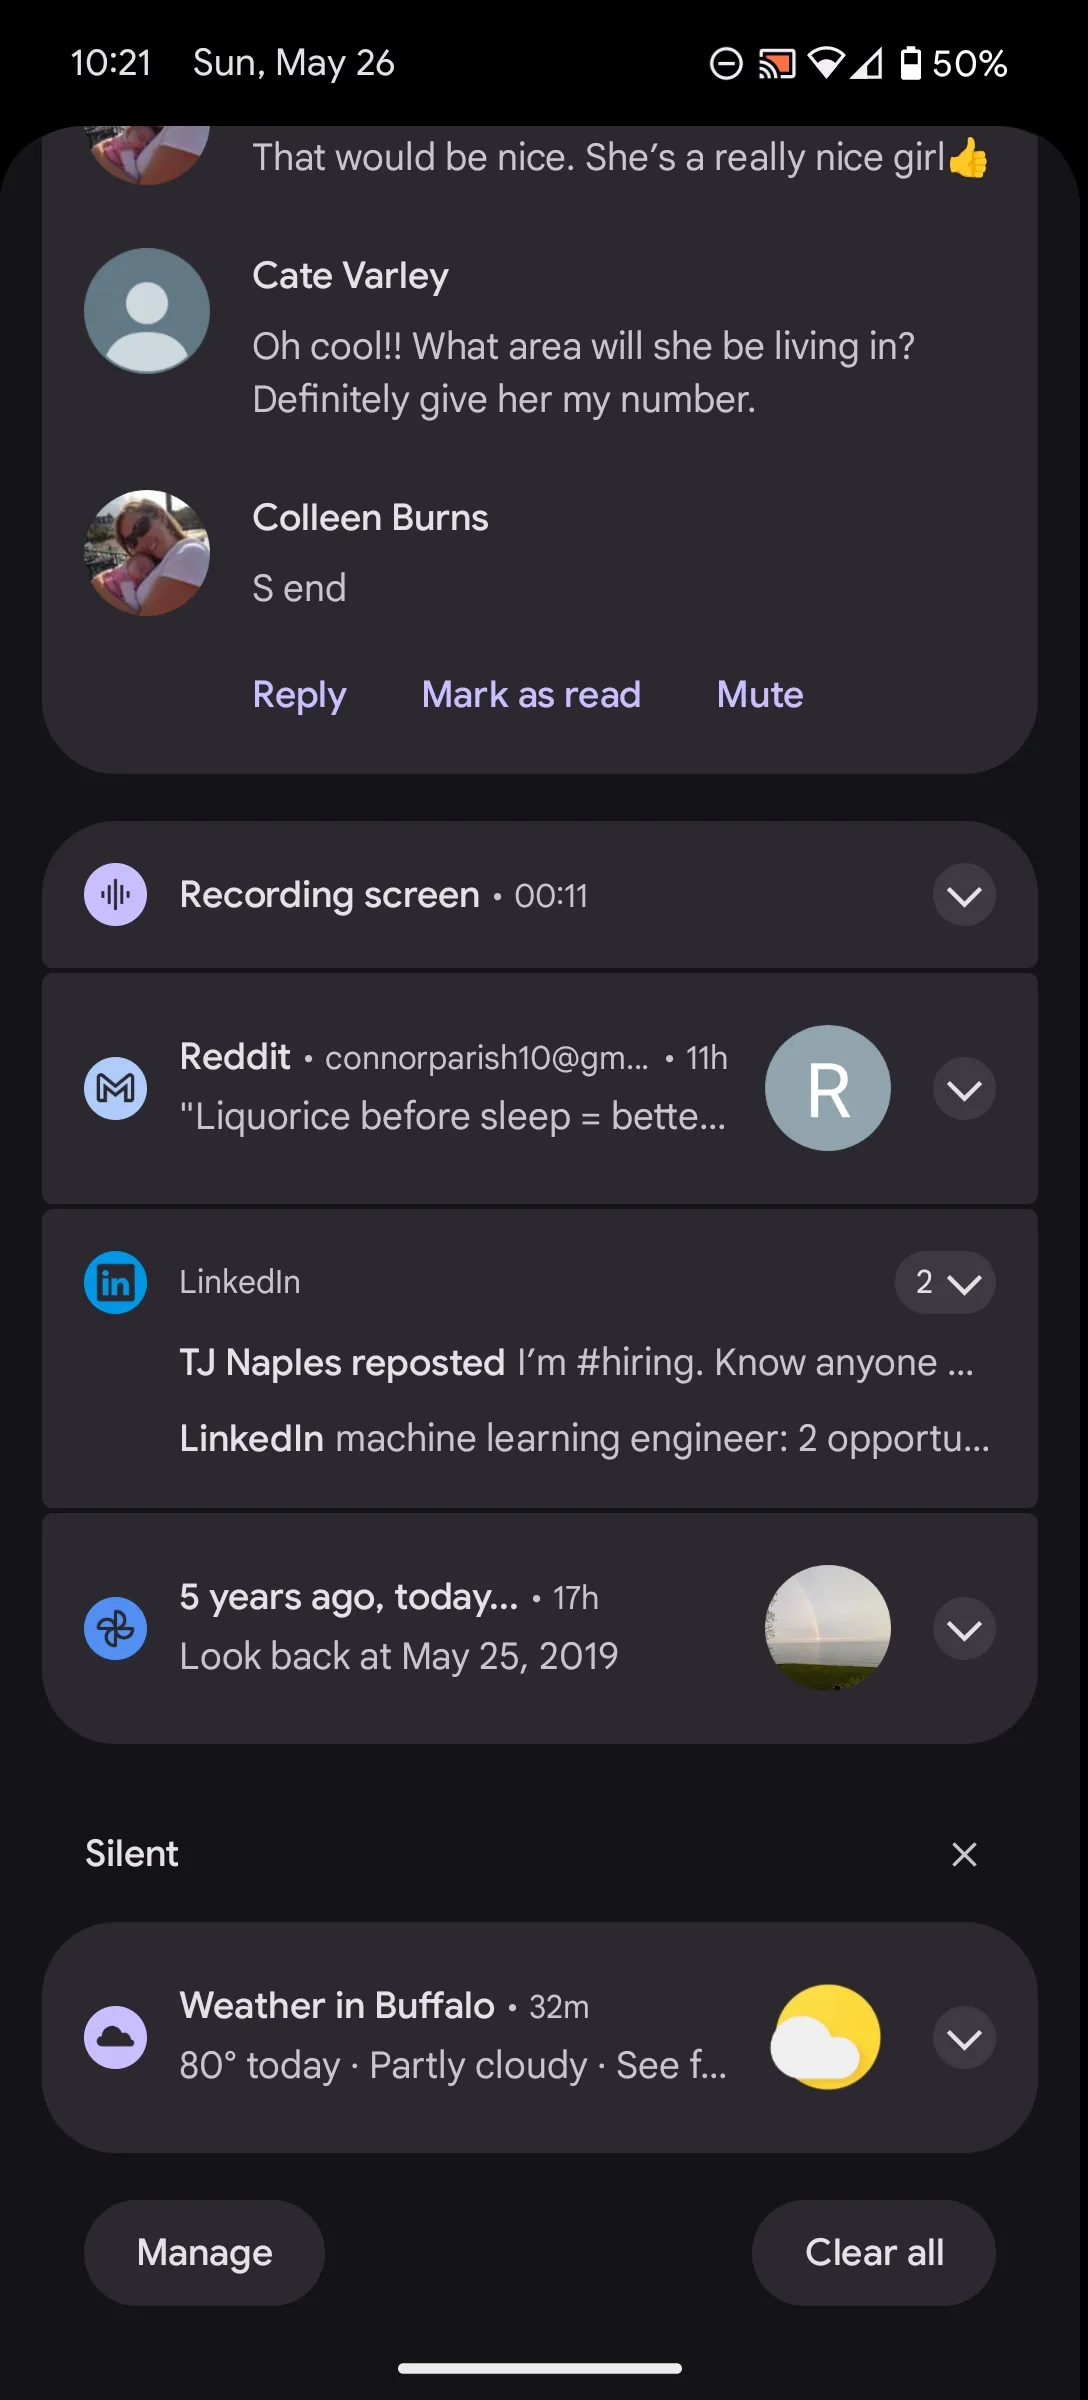 10:21 Sun, May 26 50%
That would be nice. She’s a really nice girl👍
Cate Varley
Oh cool!! What area will she be living in?
Definitely give her my number.
Colleen Burns
S end
Reply Mark as read Mute
Recording screen • 00:11
Reddit • connorparish10@gm... • 11h
"Liquorice before sleep = bette...
R
LinkedIn
2
TJ Naples reposted I’m #hiring. Know anyone ...
LinkedIn machine learning engineer: 2 opportu...
5 years ago, today... • 17h
Look back at May 25, 2019
Silent
Weather in Buffalo • 32m
80° today · Partly cloudy · See f...
Manage Clear all